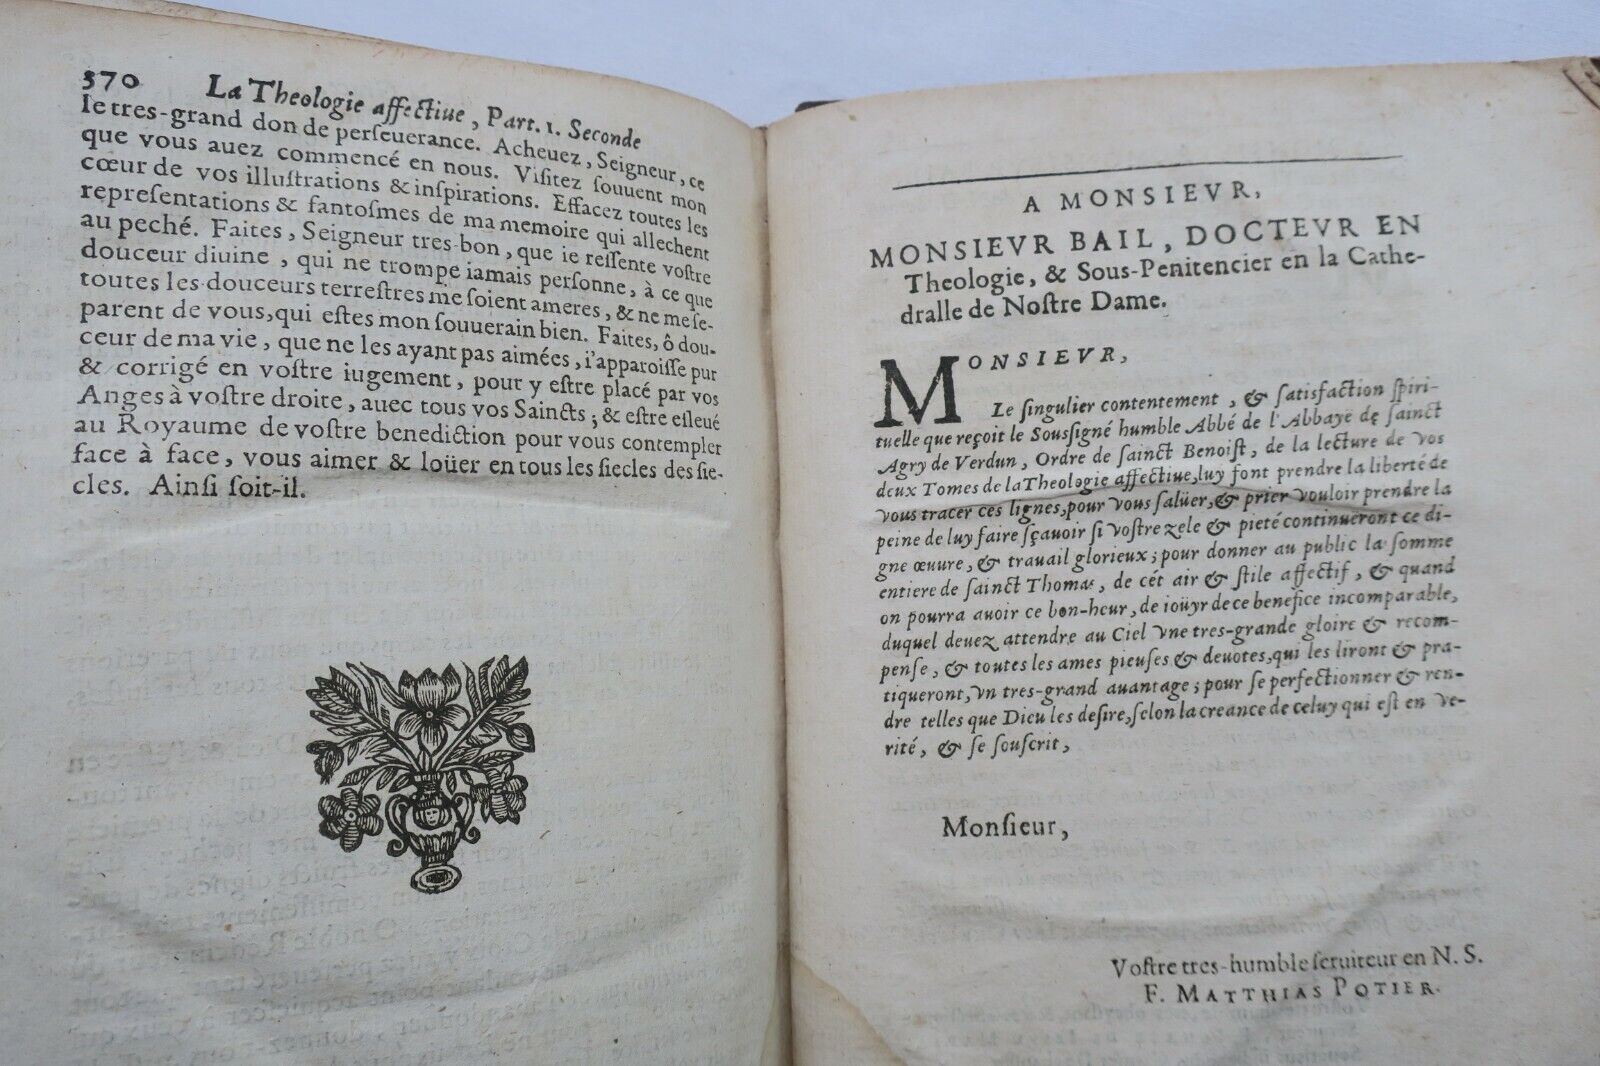 370 La Theologie affectiue, Part. 1. Seconde
le tres-grand don de perſeuerance. Acheuez, Seigneur, ce
que vous auez commencé en nous. Viſitez ſouuent mon
cœur de vos illuſtrations & inſpirations. Effacez toutes les
repreſentations & fantoſmes de ma memoire qui allechent
au peché. Faites, Seigneur tres-bon, que ie reſſente voſtre
douceur diuine, qui ne trompe iamais perſonne, à ce que
toutes les douceurs terreſtres me ſoient ameres, & ne me ſe-
parent de vous, qui eſtes mon ſouuerain bien. Faites, ô dou-
ceur de ma vie, que ne les ayant pas aimées, i'apparoiſſe pur
& corrigé en voſtre iugement, pour y eſtre placé par vos
Anges à voſtre droite, auec tous vos Saincts; & eſtre eſleué
au Royaume de voſtre benediction pour vous contempler
face à face, vous aimer & loüer en tous les ſiecles des ſie-
cles. Ainſi ſoit-il.
A MONSIEVR,
MONSIEVR BAIL, DOCTEVR EN
Theologie, & Sous-Penitencier en la Cathe-
dralle de Noſtre Dame.
MONSIEVR,
Le ſingulier contentement, & ſatisfaction ſpiri-
tuelle que reçoit le Souſſigné humble Abbé de l'Abbaye de ſainct
Agry de Verdun, Ordre de ſainct Benoiſt, de la lecture de vos
deux Tomes de la Theologie affectiue, luy font prendre la liberté de
vous tracer ces lignes, pour vous ſalüer, & prier vouloir prendre la
peine de luy faire ſçauoir ſi voſtre zele & pieté continueront ce di-
gne œuure, & trauail glorieux; pour donner au public la ſomme
entiere de ſainct Thomas, de cét air & ſtile affectif, & quand
on pourra auoir ce bon-heur, de ioüyr de ce benefice incomparable,
duquel deuez attendre au Ciel vne tres-grande gloire & recom-
penſe, & toutes les ames pieuſes & deuotes, qui les liront & pra-
tiqueront, vn tres-grand auantage; pour ſe perfectionner & ren-
dre telles que Dieu les deſire, ſelon la creance de celuy qui eſt en ve-
rité, & ſe ſouſcrit,
Monſieur,
Voſtre tres-humble ſeruiteur en N. S.
F. MATTHIAS POTIER.